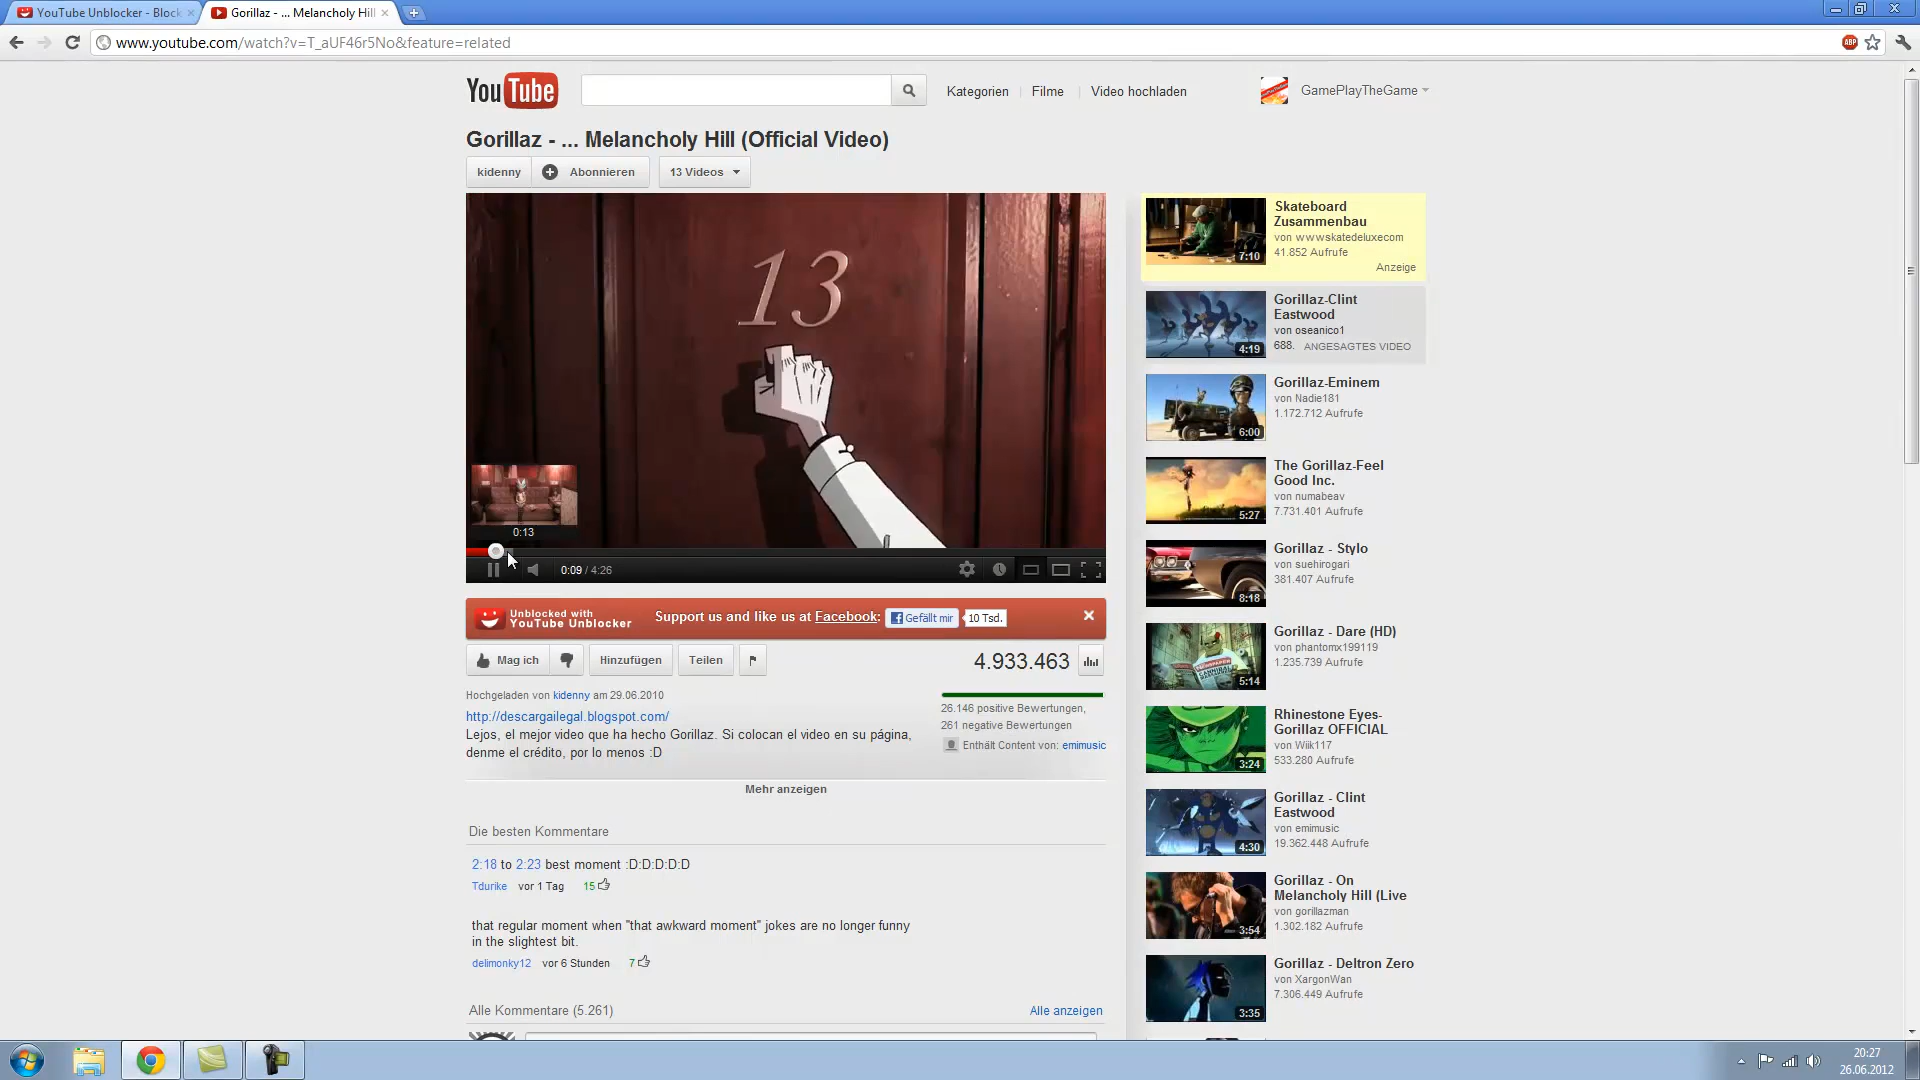 YouTube Unblocker - Block
Gorillaz - ... Melancholy Hill
www.youtube.com/watch?v=T_aUF46r5No&feature=related
ABP
YouTube
Kategorien
Filme
Video hochladen
GamePlayTheGame
Gorillaz - ... Melancholy Hill (Official Video)
kidenny
Abonnieren
13 Videos
13
0:13
0:09 / 4:26
Unblocked with
YouTube Unblocker
Support us and like us at Facebook:
Gefällt mir
10 Tsd.
Mag ich
Hinzufügen
Teilen
4.933.463
Hochgeladen von kidenny am 29.06.2010
http://descargailegal.blogspot.com/
Lejos, el mejor video que ha hecho Gorillaz. Si colocan el video en su página,
denme el crédito, por lo menos :D
26.146 positive Bewertungen,
261 negative Bewertungen
Enthält Content von: emimusic
Mehr anzeigen
Die besten Kommentare
2:18 to 2:23 best moment :D:D:D:D:D
Tdurike vor 1 Tag 15
that regular moment when "that awkward moment" jokes are no longer funny
in the slightest bit.
delimonky12 vor 6 Stunden 7
Alle Kommentare (5.261)
Alle anzeigen
Skateboard
Zusammenbau
von wwwskatedeluxecom
41.852 Aufrufe
Anzeige
7:10
Gorillaz-Clint
Eastwood
von oseanico1
688. ANGESAGTES VIDEO
4:19
Gorillaz-Eminem
von Nadie181
1.172.712 Aufrufe
6:00
The Gorillaz-Feel
Good Inc.
von numabeav
7.731.401 Aufrufe
5:27
Gorillaz - Stylo
von suehirogari
381.407 Aufrufe
8:18
Gorillaz - Dare (HD)
von phantomx199119
1.235.739 Aufrufe
5:14
Rhinestone Eyes-
Gorillaz OFFICIAL
von Wiik117
533.280 Aufrufe
3:24
Gorillaz - Clint
Eastwood
von emimusic
19.362.448 Aufrufe
4:30
Gorillaz - On
Melancholy Hill (Live
von gorillazman
1.302.182 Aufrufe
3:54
Gorillaz - Deltron Zero
von XargonWan
7.306.449 Aufrufe
3:35
20:27
26.06.2012